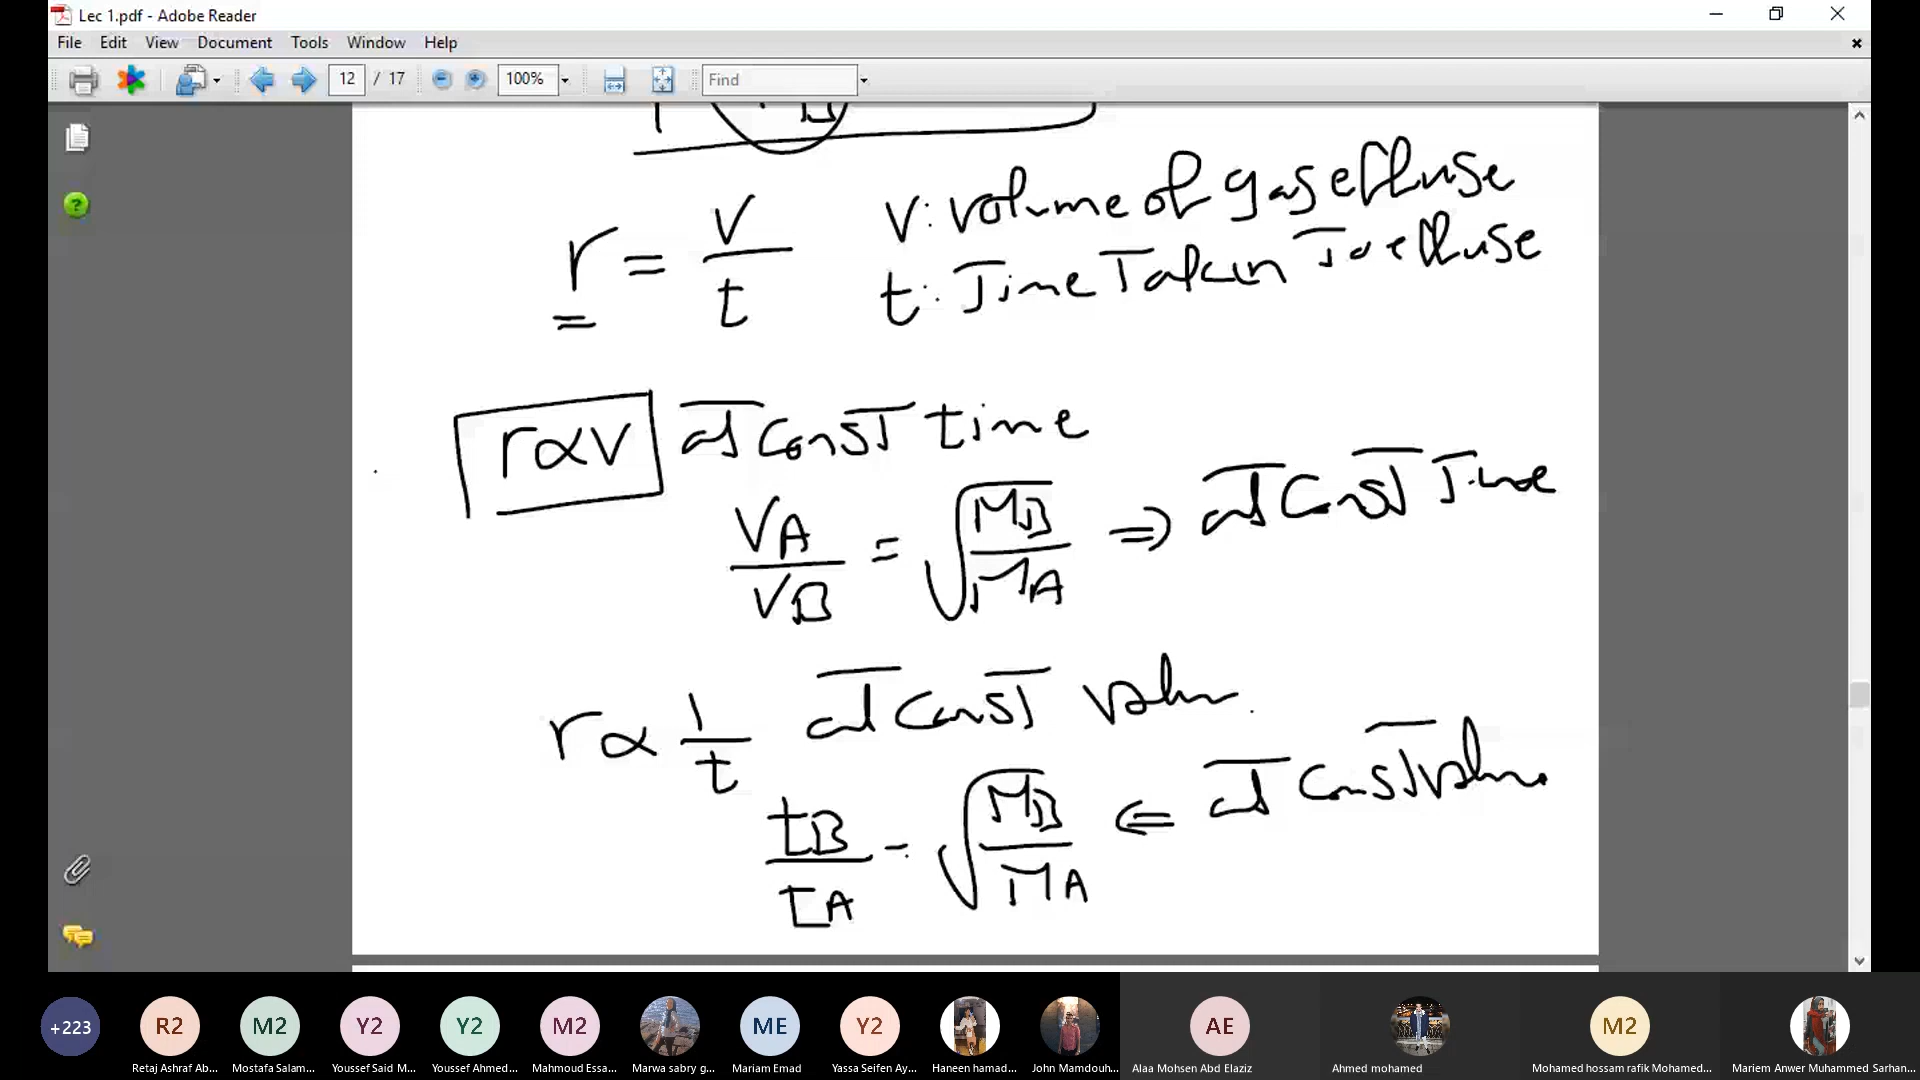 Lec 1.pdf - Adobe Reader
File Edit View Document Tools Window Help
12 / 17 100% Find
r = V / t
V: Volume of gas effuse
t: Time Taken To effuse
r α V at Const time
VA / VB = √ MB / MA ⇒ at Const Time
r α 1 / t at Const Volum
tB / tA = √ MB / MA ⇐ at Const Volume
+223 R2 M2 Y2 Y2 M2 ME Y2 AE M2
Retaj Ashraf Ab... Mostafa Salam... Youssef Said M... Youssef Ahmed... Mahmoud Essa... Marwa sabry g... Mariam Emad Yassa Seifen Ay... Haneen hamad... John Mamdouh... Alaa Mohsen Abd Elaziz Ahmed mohamed Mohamed hossam rafik Mohamed... Mariem Anwer Muhammed Sarhan...